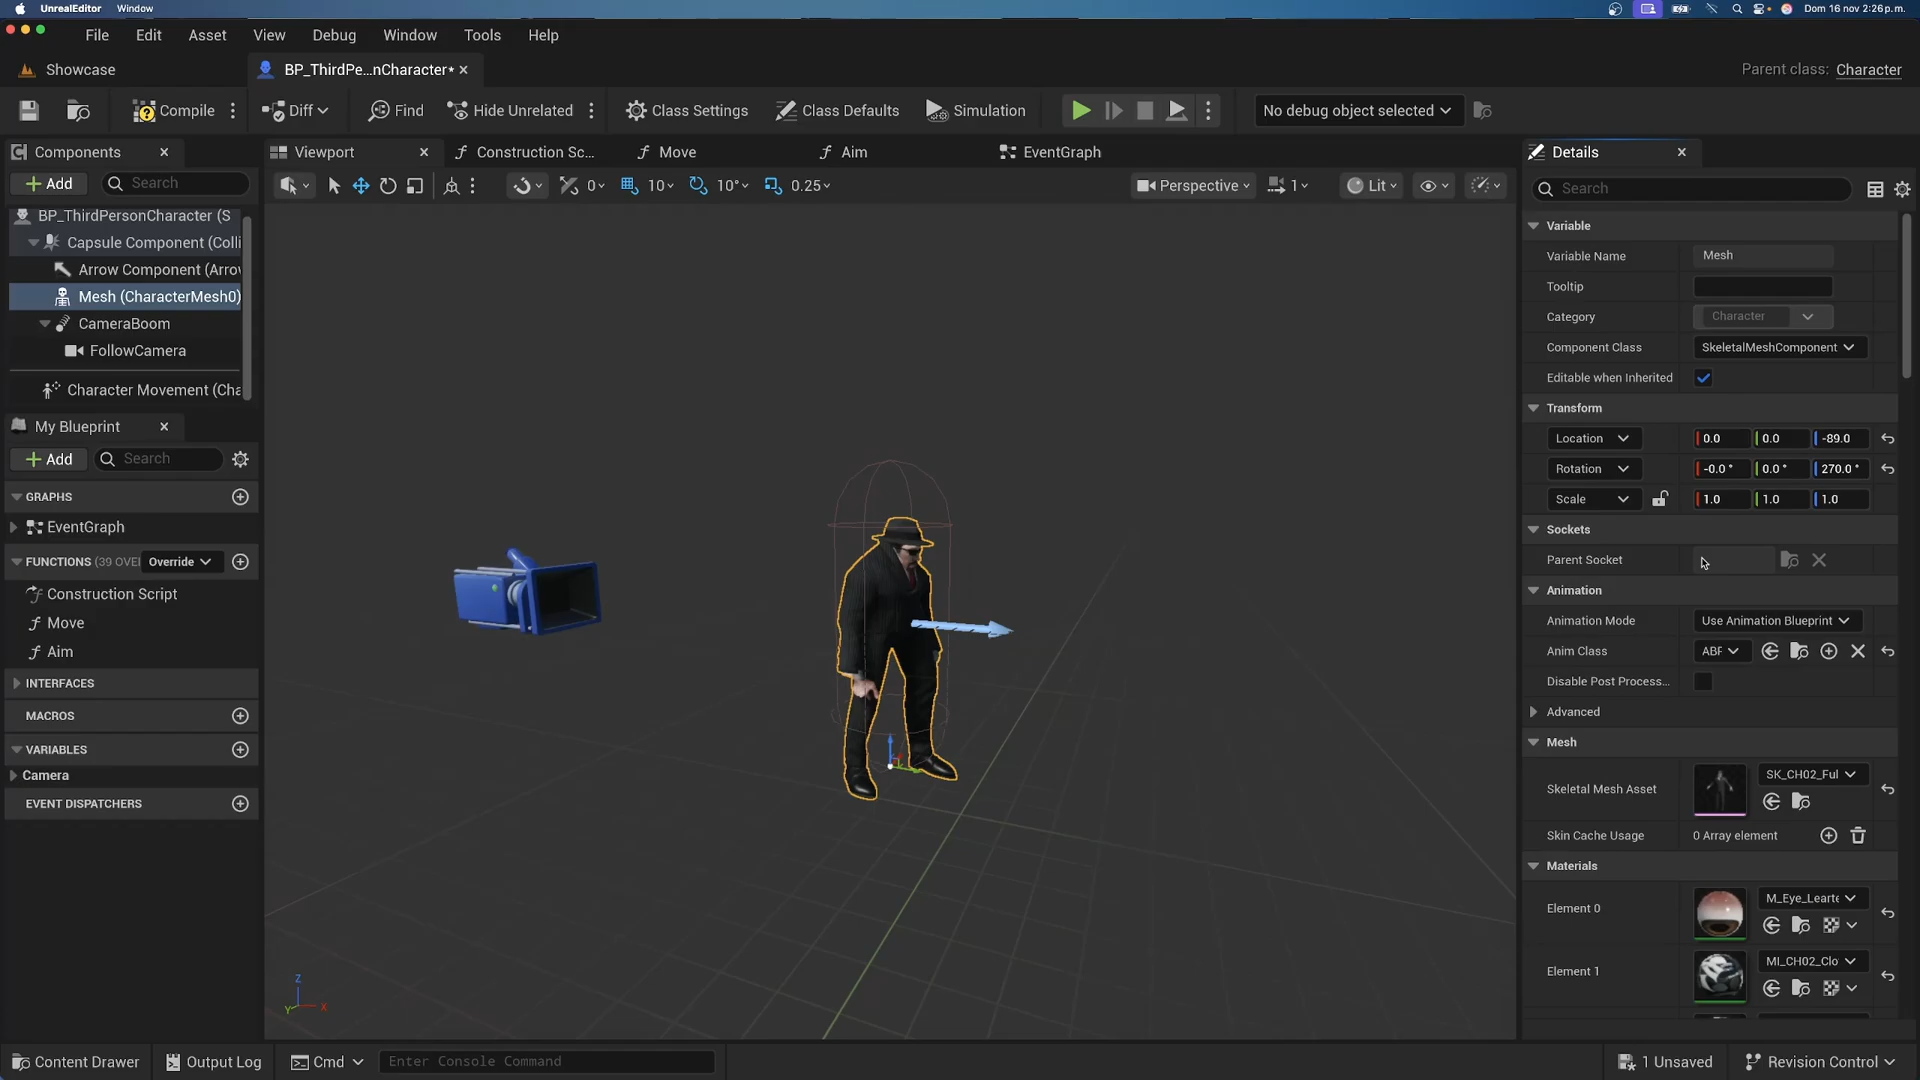 UnrealEditor Window
Dom 16 nov 2:26 p.m.
File Edit Asset View Debug Window Tools Help
Showcase
BP_ThirdPe...nCharacter*
Parent class: Character
Compile
Diff
Find
Hide Unrelated
Class Settings
Class Defaults
Simulation
No debug object selected
Components
Viewport
Construction Sc...
Move
Aim
EventGraph
Details
Add
Search
0
10
10°
0.25
Perspective
1
Lit
Search
BP_ThirdPersonCharacter (S
Capsule Component (Colli
Arrow Component (Arrow
Mesh (CharacterMesh0)
CameraBoom
FollowCamera
Character Movement (Cha
My Blueprint
Add
Search
GRAPHS
EventGraph
FUNCTIONS (39 OVE
Override
Construction Script
Move
Aim
INTERFACES
MACROS
VARIABLES
Camera
EVENT DISPATCHERS
Z
Y
X
Variable
Variable Name
Mesh
Tooltip
Category
Character
Component Class
SkeletalMeshComponent
Editable when Inherited
Transform
Location
0.0 0.0 -89.0
Rotation
-0.0 ° 0.0 ° 270.0 °
Scale
1.0 1.0 1.0
Sockets
Parent Socket
Animation
Animation Mode
Use Animation Blueprint
Anim Class
Disable Post Process...
Advanced
Mesh
Skeletal Mesh Asset
SK_CH02_Ful
Skin Cache Usage
0 Array element
Materials
Element 0
M_Eye_Learte
Element 1
MI_CH02_Clo
Content Drawer
Output Log
Cmd
Enter Console Command
1 Unsaved
Revision Control